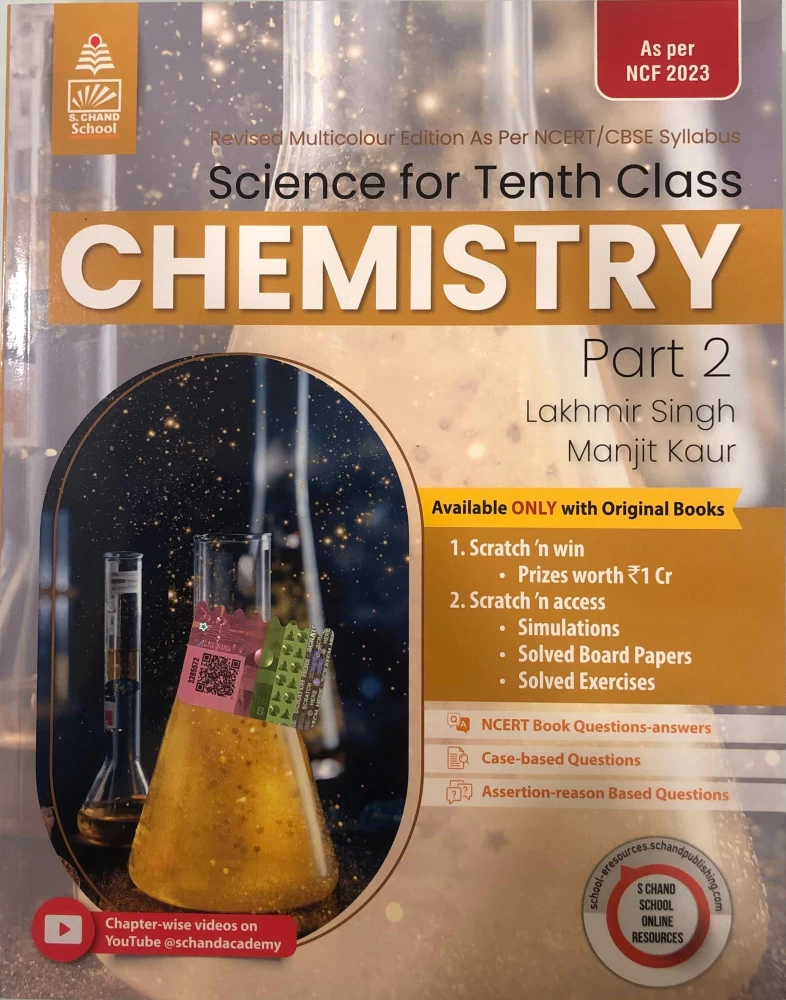 S. CHAND
School
As per
NCF 2023
Revised Multicolour Edition As Per NCERT/CBSE Syllabus
Science for Tenth Class
CHEMISTRY
Part 2
Lakhmir Singh
Manjit Kaur
Available ONLY with Original Books
1. Scratch 'n win
• Prizes worth ₹1 Cr
2. Scratch 'n access
• Simulations
• Solved Board Papers
• Solved Exercises
NCERT Book Questions-answers
Case-based Questions
Assertion-reason Based Questions
3285572
Chapter-wise videos on
YouTube @schandacademy
school-eresources.schandpublishing.com
S CHAND
SCHOOL
ONLINE
RESOURCES